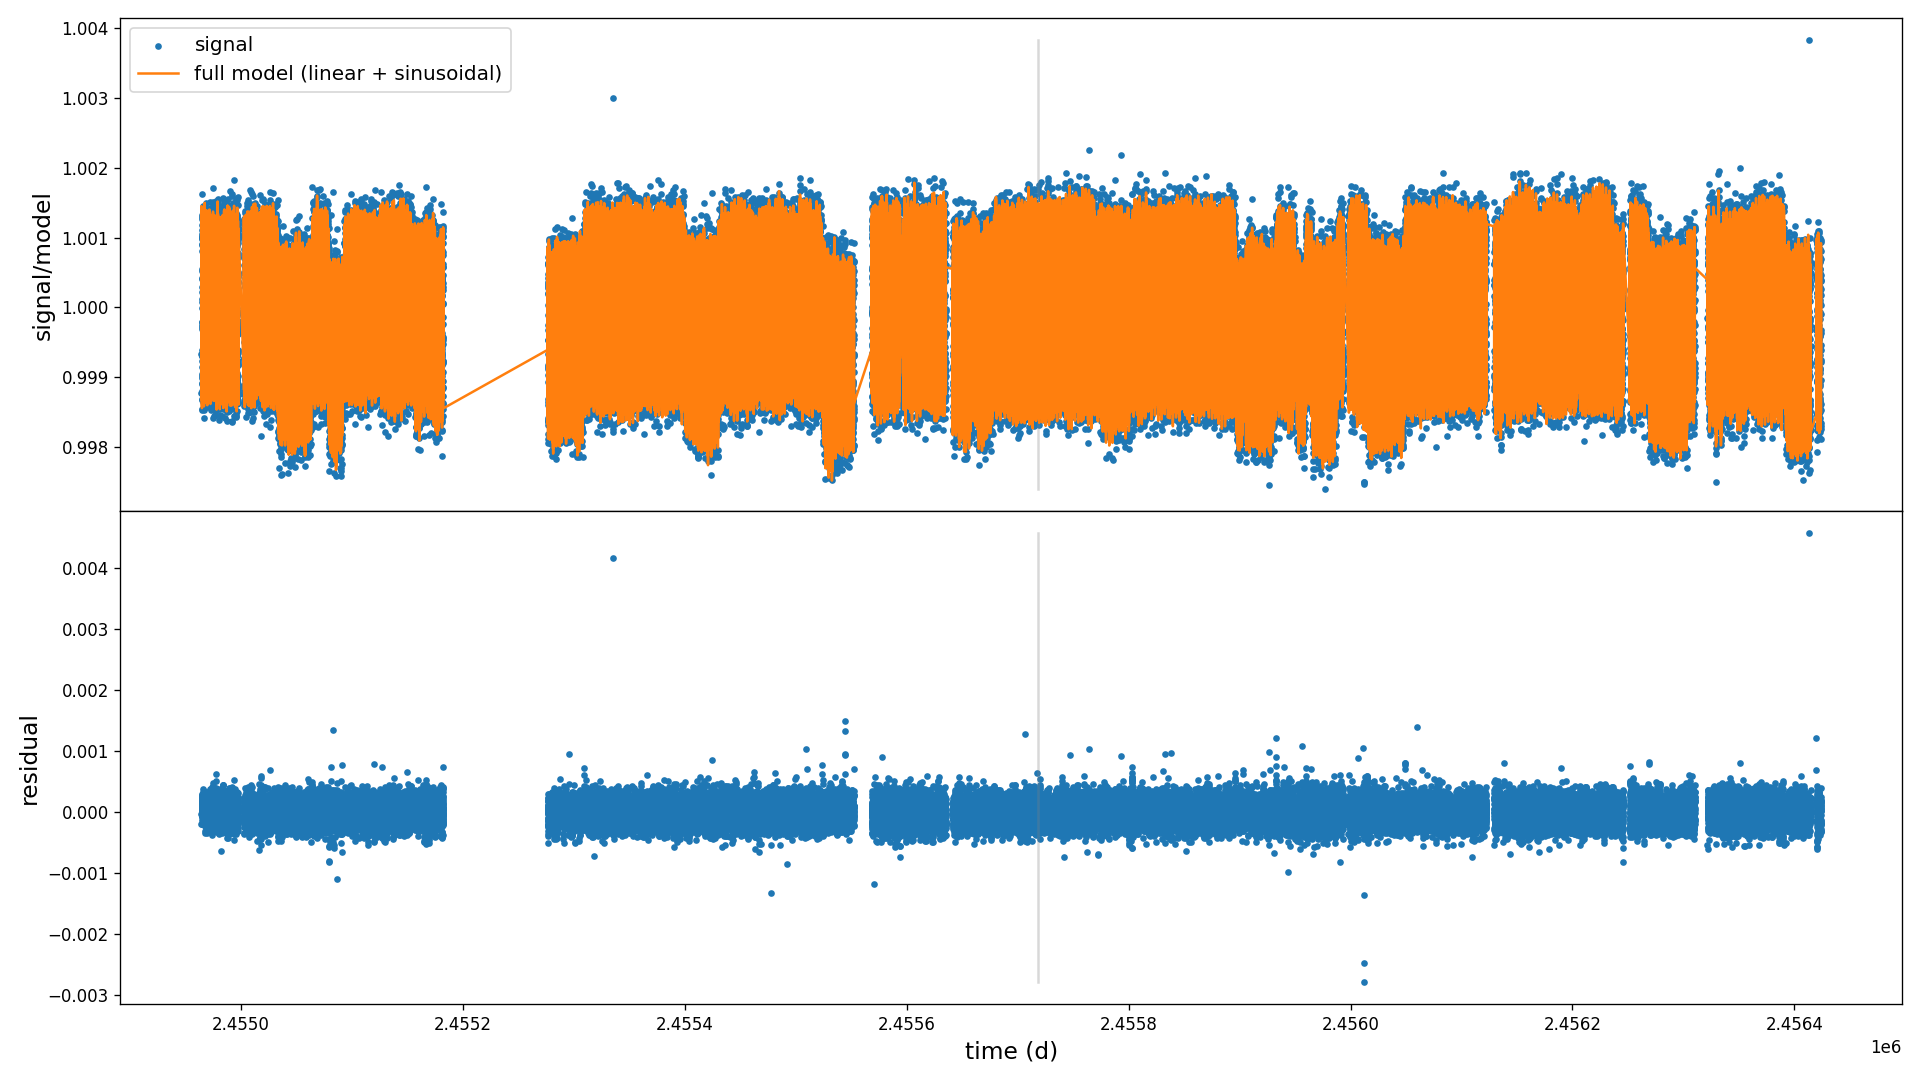 signal
full model (linear + sinusoidal)
1.004
1.003
1.002
1.001
1.000
0.999
0.998
signal/model
0.004
0.003
0.002
0.001
0.000
−0.001
−0.002
−0.003
residual
2.4550 2.4552 2.4554 2.4556 2.4558 2.4560 2.4562 2.4564
1e6
time (d)